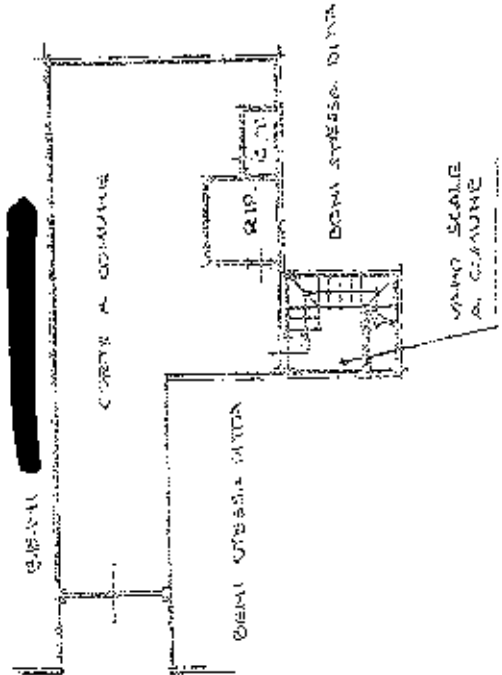 CORTE A COMUNE
RIP.
BENI STESSA DITTA
BENI STESSA DITTA
VANO SCALE
A COMUNE